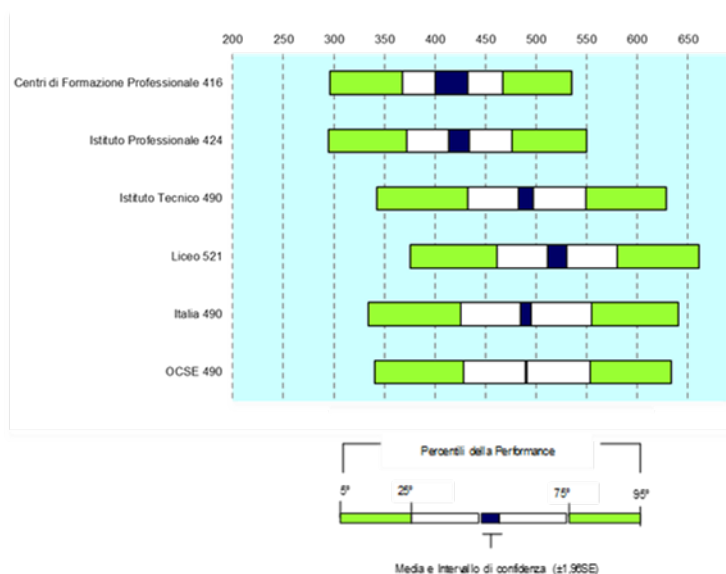 200 250 300 350 400 450 500 550 600 650
Centri di Formazione Professionale 416
Istituto Professionale 424
Istituto Tecnico 490
Liceo 521
Italia 490
OCSE 490
Percentili della Performance
5° 25° 75° 95°
Media e Intervallo di confidenza (±1,96SE)